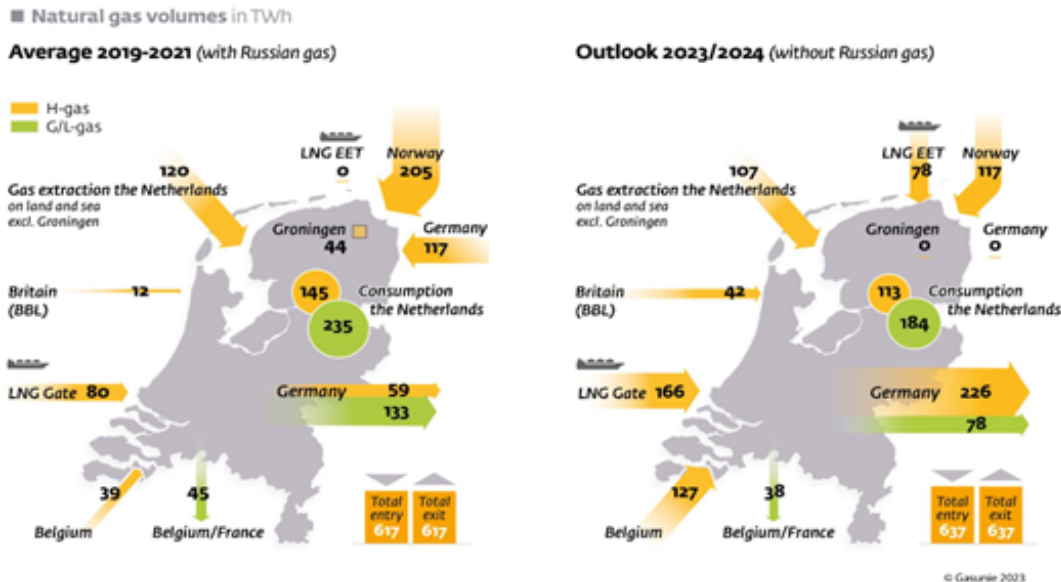 Natural gas volumes in TWh
Average 2019-2021 (with Russian gas)
H-gas
G/L-gas
LNG EET
0
Norway
205
120
Gas extraction the Netherlands
on land and sea
excl. Groningen
Groningen
44
Germany
117
Britain
(BBL)
12
145
235
Consumption
the Netherlands
LNG Gate 80
Germany
59
133
39
Belgium
45
Belgium/France
Total
entry
617
Total
exit
617
Outlook 2023/2024 (without Russian gas)
LNG EET
78
Norway
117
107
Gas extraction the Netherlands
on land and sea
excl. Groningen
Groningen
0
Germany
0
Britain
(BBL)
42
113
184
Consumption
the Netherlands
LNG Gate 166
Germany
226
78
127
Belgium
38
Belgium/France
Total
entry
637
Total
exit
637
© Gasunie 2023